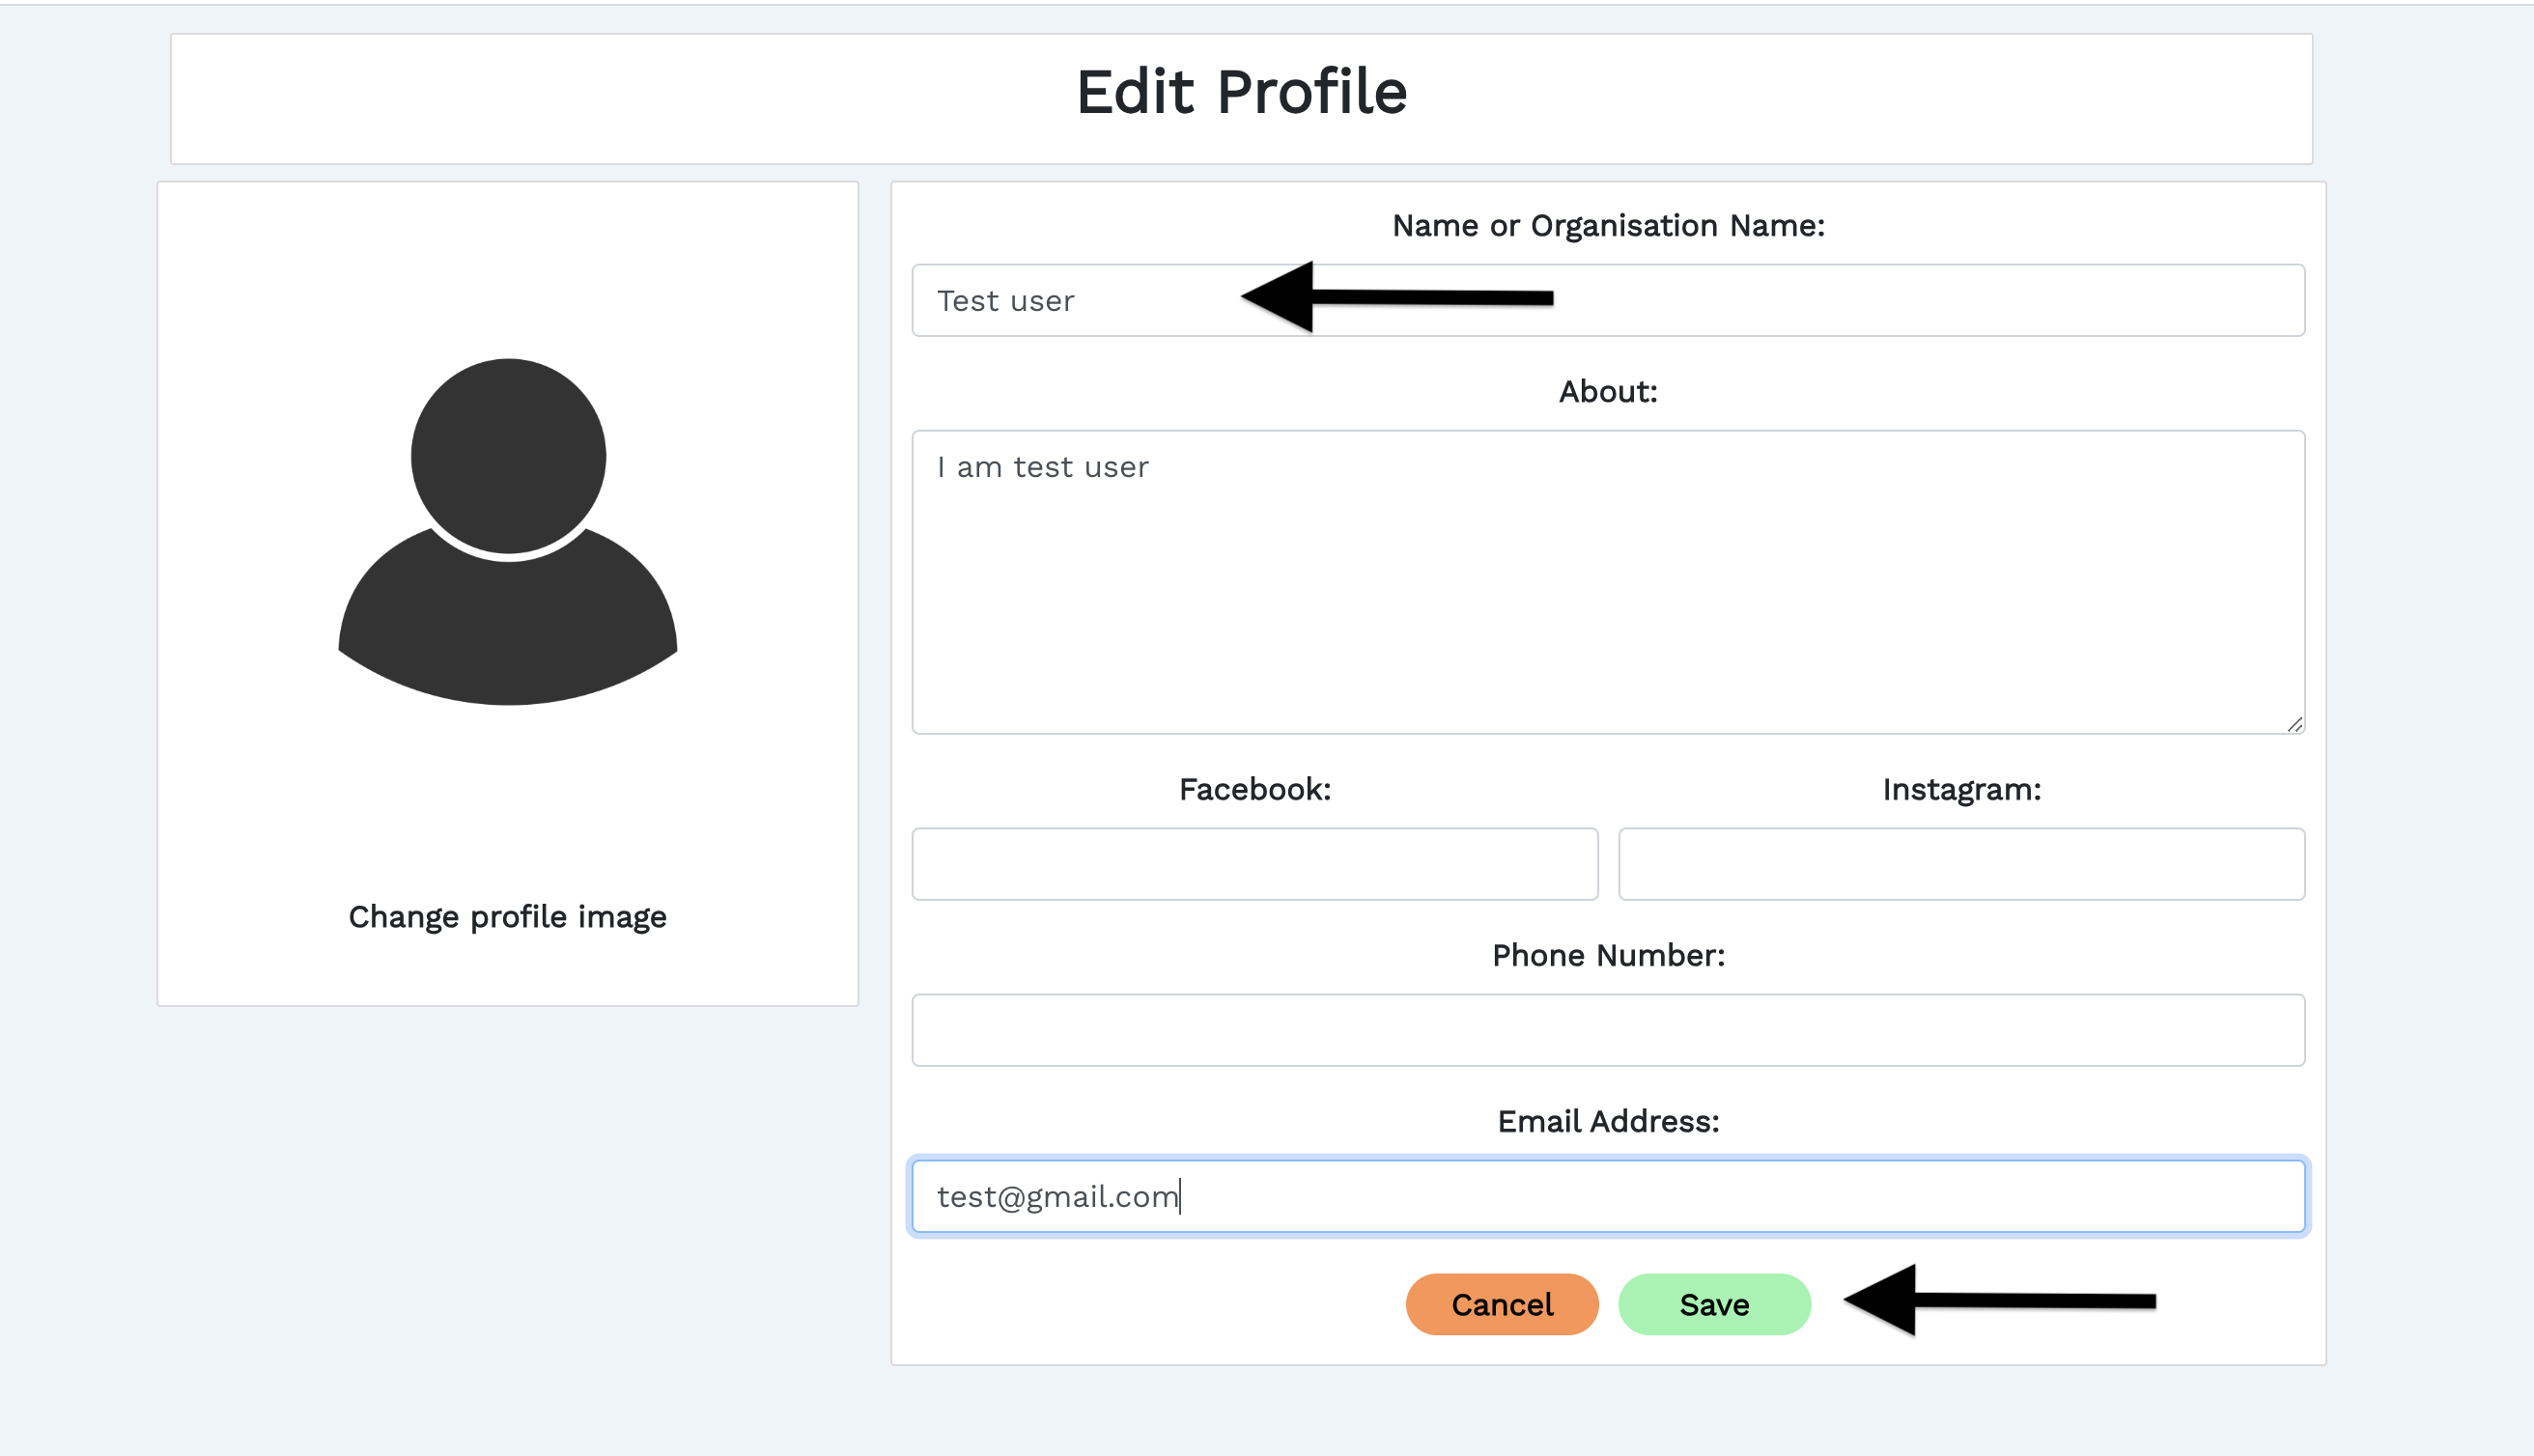 Edit Profile
Change profile image
Name or Organisation Name:
Test user
About:
I am test user
Facebook:
Instagram:
Phone Number:
Email Address:
test@gmail.com
Cancel
Save